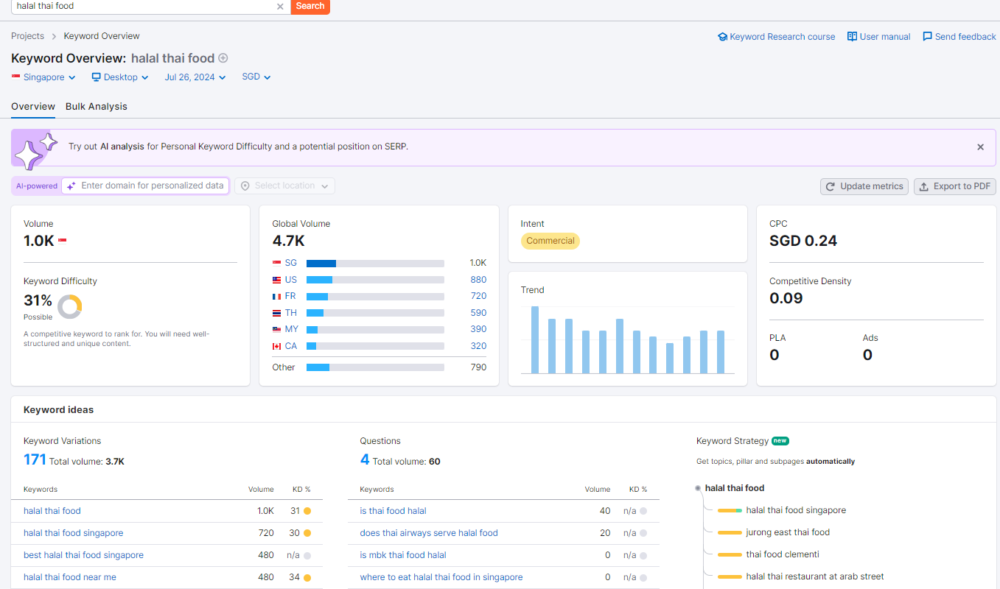 halal thai food
Search
Projects > Keyword Overview
Keyword Research course
User manual
Send feedback
Keyword Overview: halal thai food
Singapore
Desktop
Jul 26, 2024
SGD
Overview
Bulk Analysis
Try out AI analysis for Personal Keyword Difficulty and a potential position on SERP.
AI-powered
Enter domain for personalized data
Select location
Update metrics
Export to PDF
Volume
1.0K
Keyword Difficulty
31%
Possible
A competitive keyword to rank for. You will need well-
structured and unique content.
Global Volume
4.7K
SG 1.0K
US 880
FR 720
TH 590
MY 390
CA 320
Other 790
Intent
Commercial
Trend
CPC
SGD 0.24
Competitive Density
0.09
PLA Ads
0 0
Keyword ideas
Keyword Variations
171 Total volume: 3.7K
Keywords Volume KD %
halal thai food 1.0K 31
halal thai food singapore 720 30
best halal thai food singapore 480 n/a
halal thai food near me 480 34
Questions
4 Total volume: 60
Keywords Volume KD %
is thai food halal 40 n/a
does thai airways serve halal food 20 n/a
is mbk thai food halal 0 n/a
where to eat halal thai food in singapore 0 n/a
Keyword Strategy new
Get topics, pillar and subpages automatically
halal thai food
halal thai food singapore
jurong east thai food
thai food clementi
halal thai restaurant at arab street